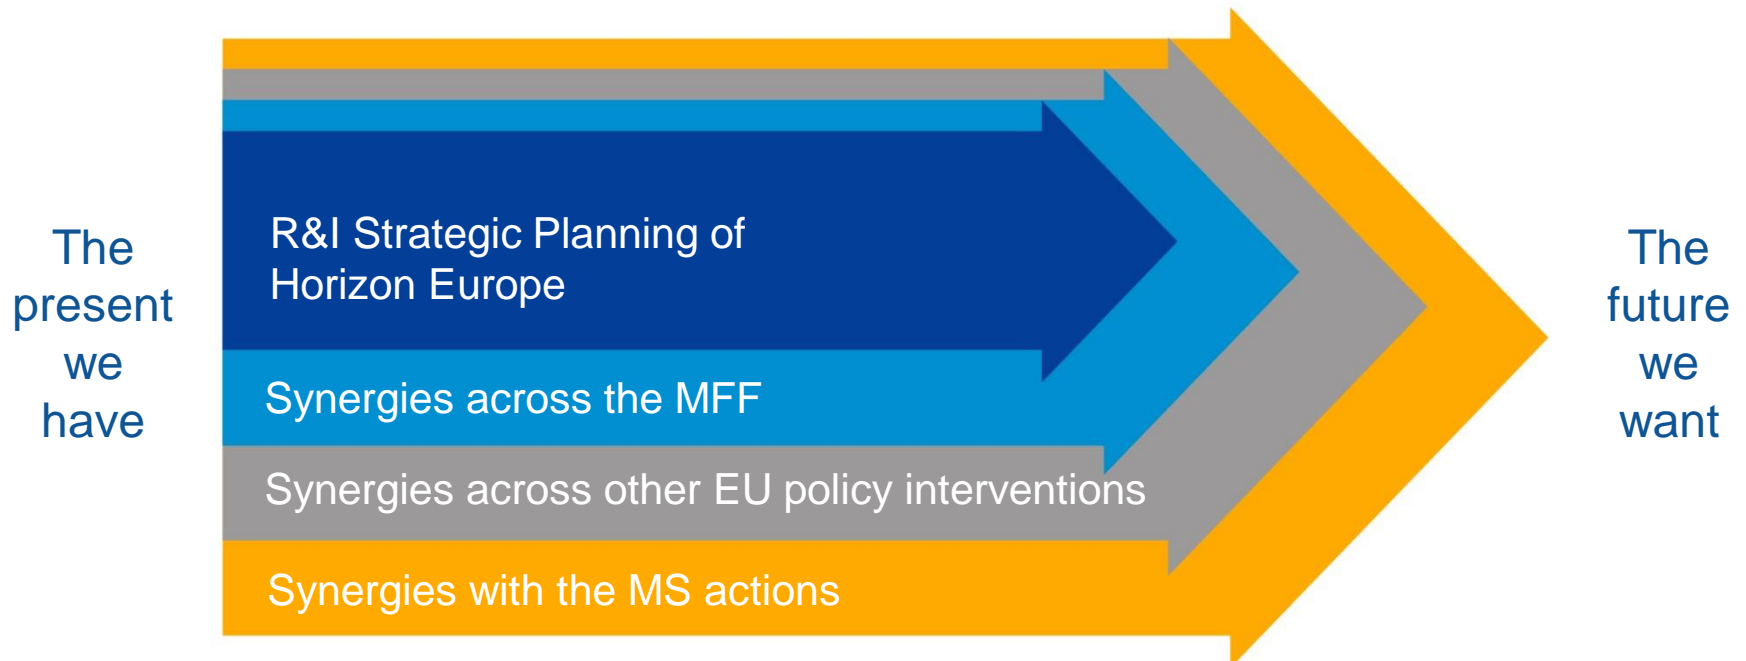 The
present
we
have
R&I Strategic Planning of
Horizon Europe
Synergies across the MFF
Synergies across other EU policy interventions
Synergies with the MS actions
The
future
we
want